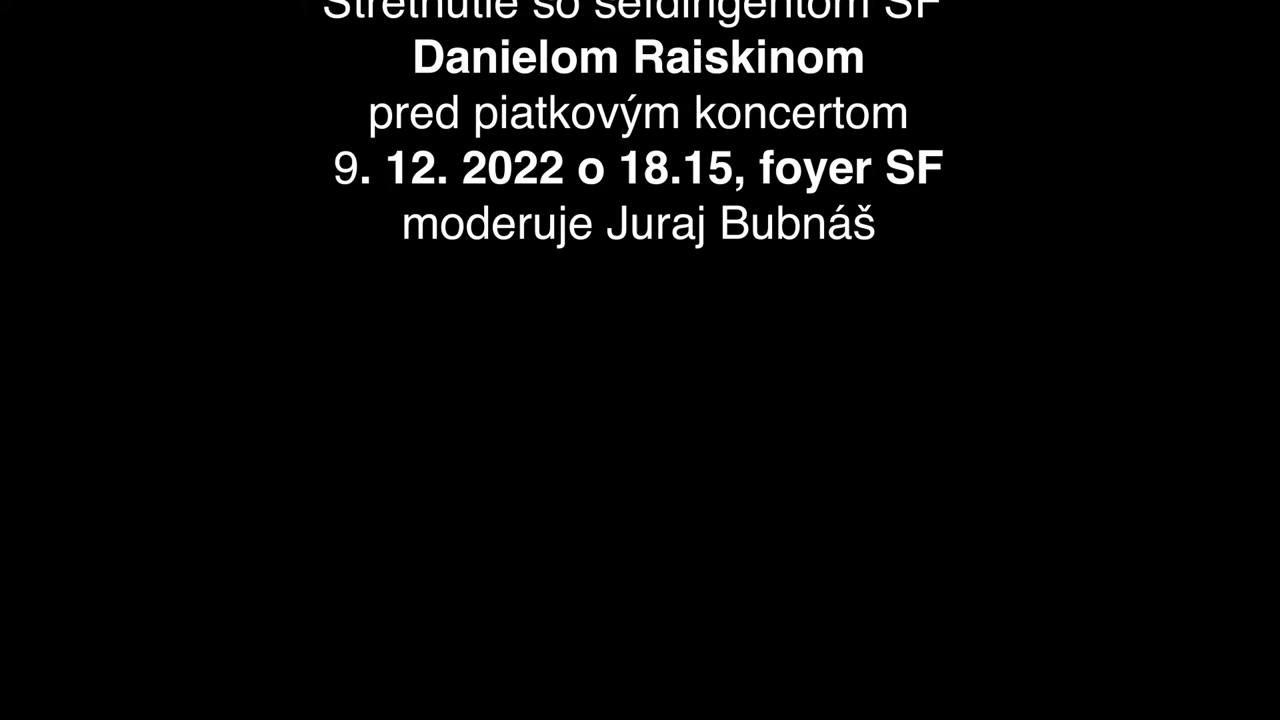 Stretnutie so šéfdirigentom SF
Danielom Raiskinom
pred piatkovým koncertom
9. 12. 2022 o 18.15, foyer SF
moderuje Juraj Bubnáš